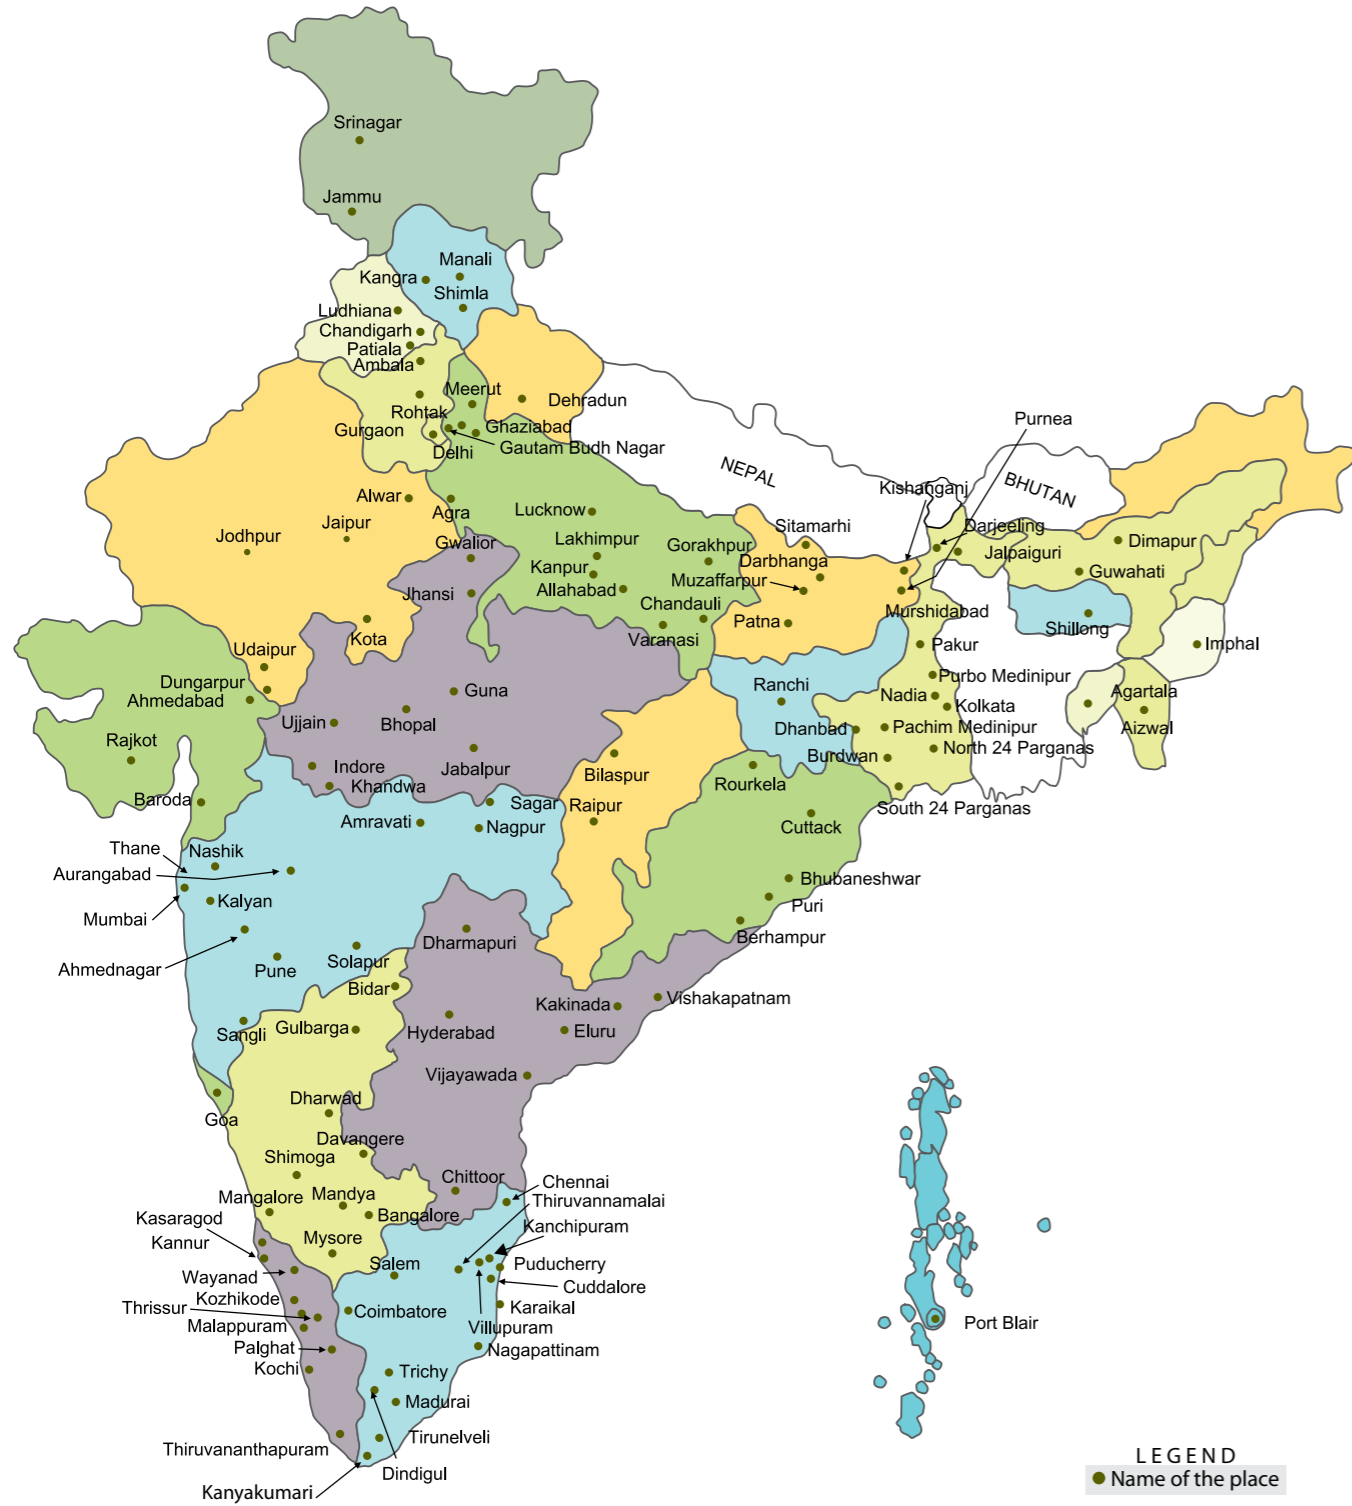 Srinagar
Jammu
Manali
Kangra
Shimla
Ludhiana
Chandigarh
Patiala
Ambala
Meerut
Dehradun
Rohtak
Purnea
Ghaziabad
Gurgaon
Gautam Budh Nagar
Delhi
NEPAL
Kishanganj
BHUTAN
Alwar
Agra
Lucknow
Jaipur
Sitamarhi
Darjeeling
Dimapur
Jodhpur
Gwalior
Lakhimpur
Gorakhpur
Jalpaiguri
Darbhanga
Kanpur
Muzaffarpur
Guwahati
Allahabad
Jhansi
Chandauli
Murshidabad
Patna
Shillong
Kota
Varanasi
Pakur
Imphal
Udaipur
Purbo Medinipur
Dungarpur
Ranchi
Guna
Nadia
Agartala
Ahmedabad
Kolkata
Ujjain
Bhopal
Dhanbad
Pachim Medinipur
Aizwal
Rajkot
North 24 Parganas
Indore
Jabalpur
Bilaspur
Burdwan
Khandwa
Rourkela
Baroda
Sagar
Raipur
South 24 Parganas
Amravati
Nagpur
Cuttack
Thane
Nashik
Aurangabad
Bhubaneshwar
Kalyan
Puri
Mumbai
Dharmapuri
Berhampur
Solapur
Ahmednagar
Pune
Bidar
Vishakapatnam
Kakinada
Sangli
Gulbarga
Hyderabad
Eluru
Vijayawada
Goa
Dharwad
Davangere
Shimoga
Chittoor
Chennai
Mangalore
Mandya
Thiruvannamalai
Kasaragod
Bangalore
Kanchipuram
Kannur
Mysore
Salem
Puducherry
Wayanad
Cuddalore
Kozhikode
Thrissur
Coimbatore
Karaikal
Malappuram
Villupuram
Port Blair
Palghat
Nagapattinam
Kochi
Trichy
Madurai
Thiruvananthapuram
Tirunelveli
Dindigul
Kanyakumari
LEGEND
Name of the place